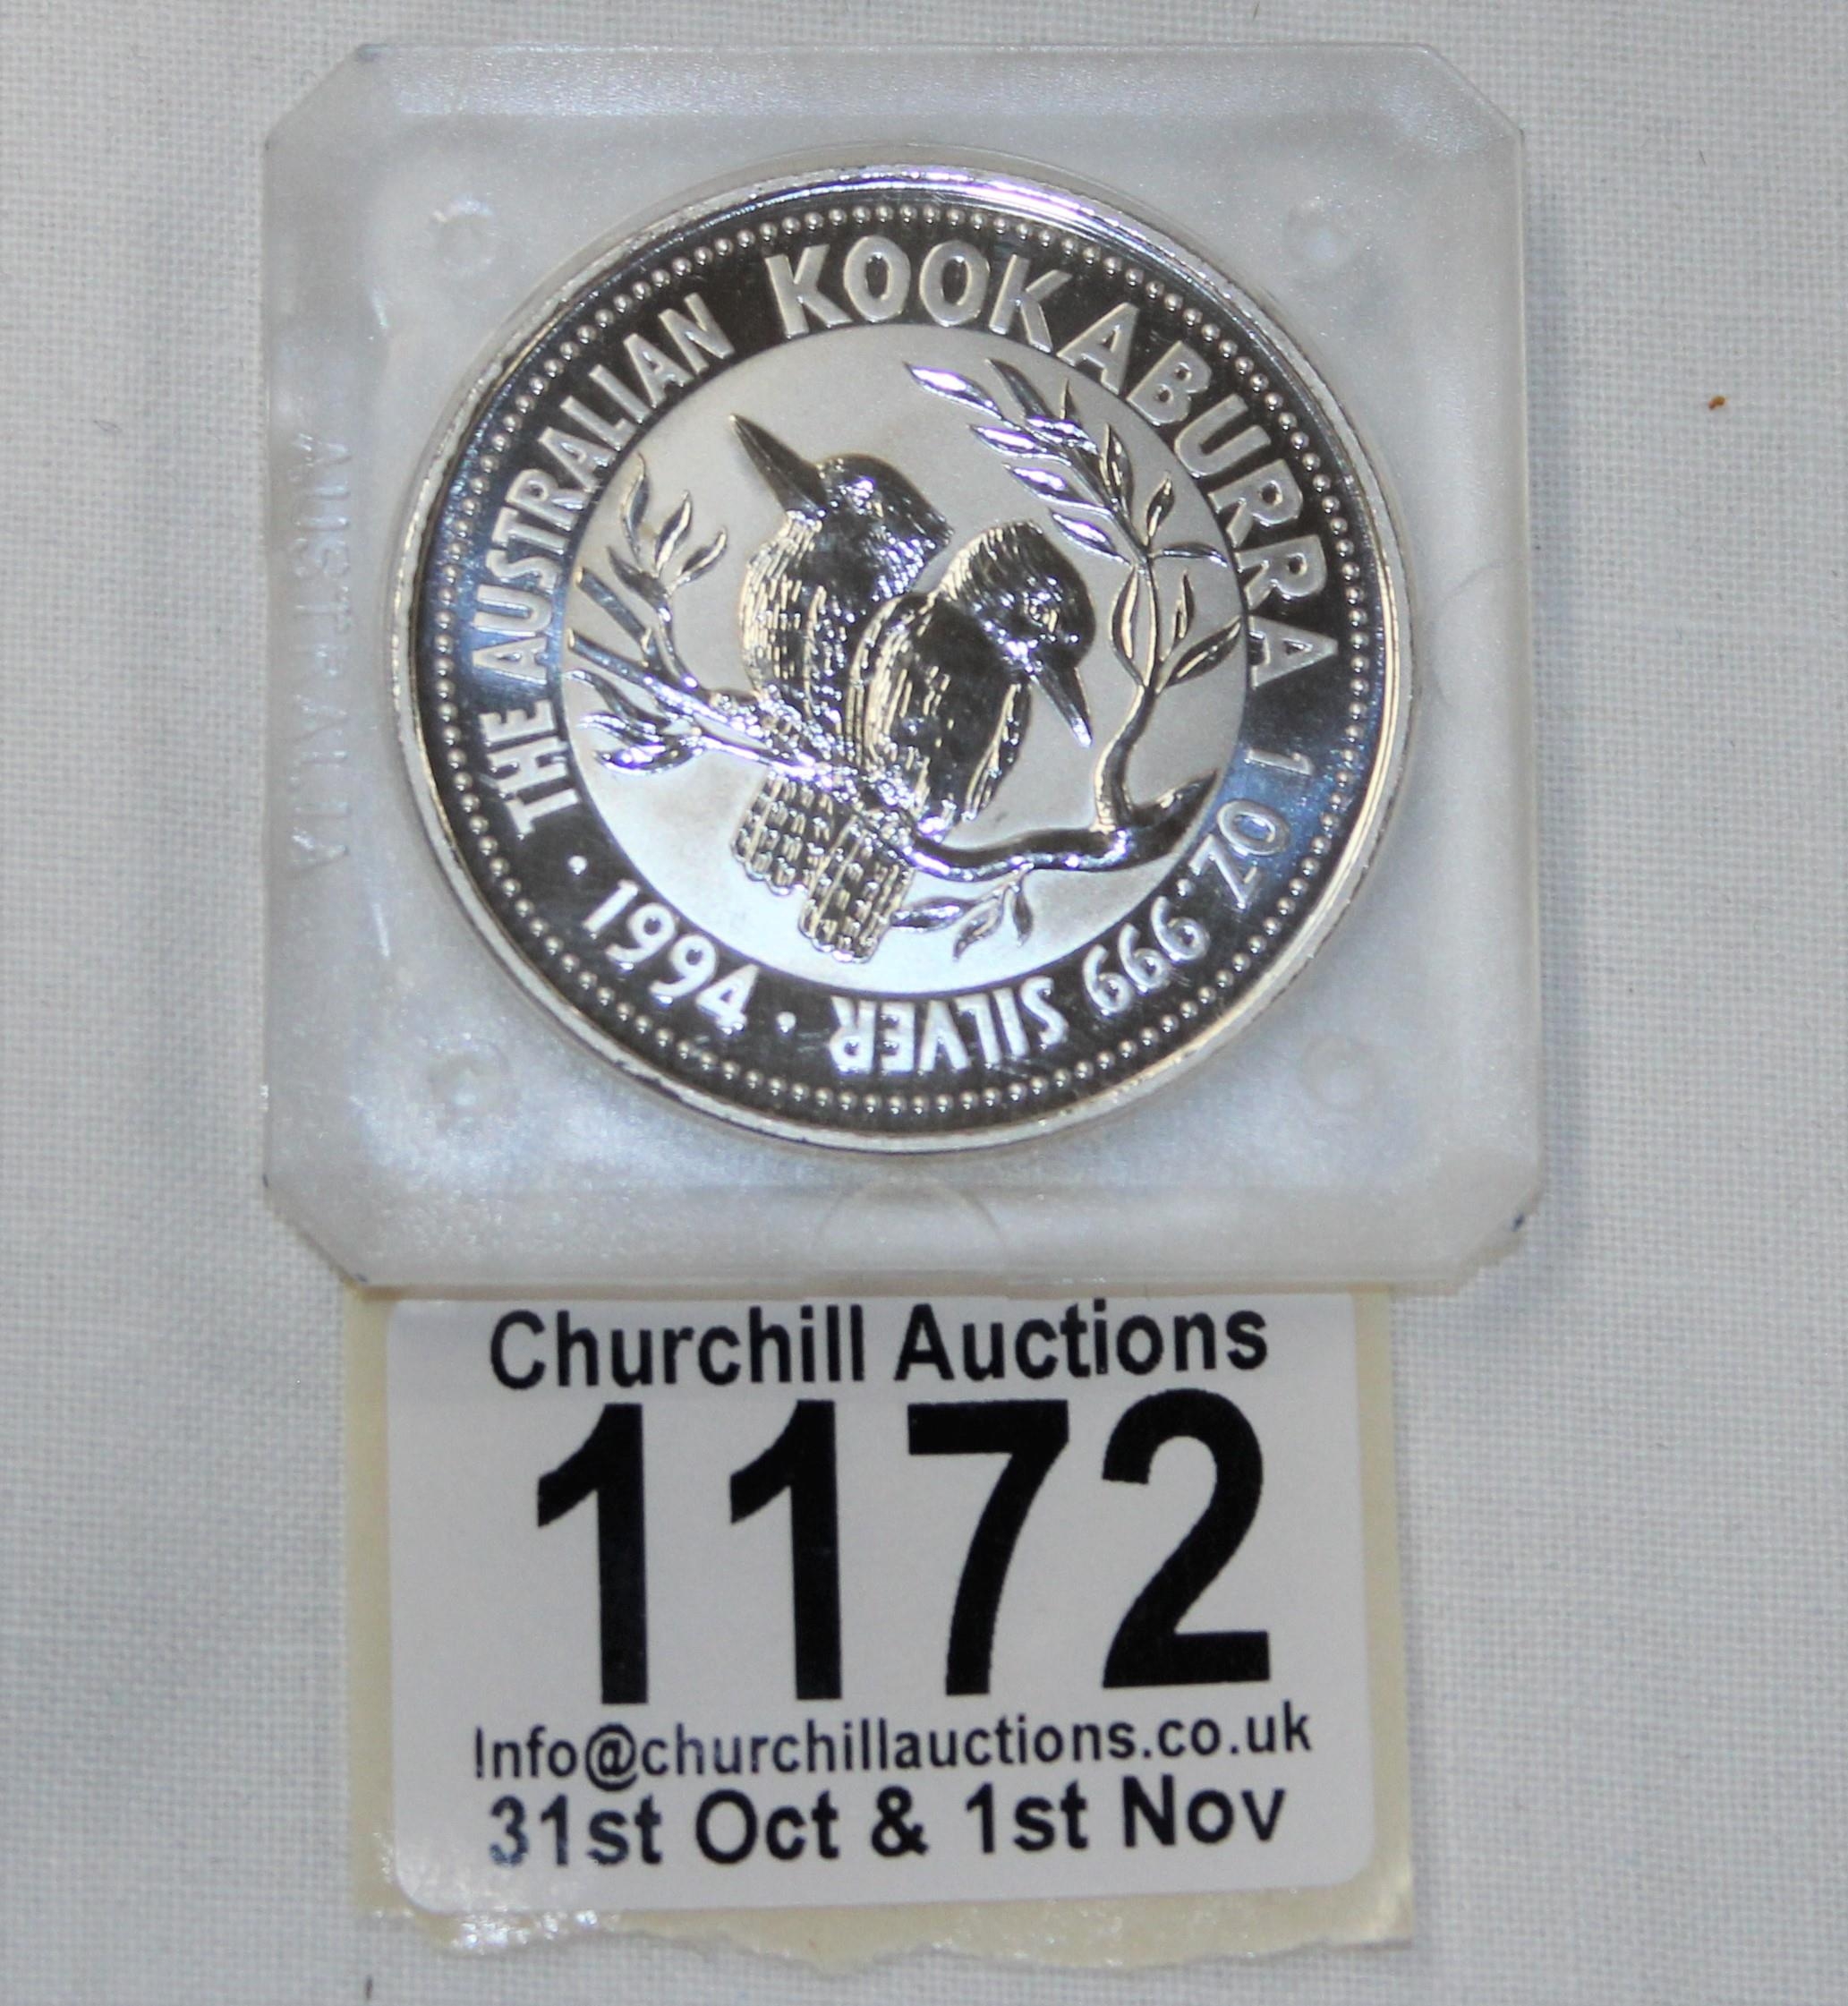 THE AUSTRALIAN KOOKABURRA 1 OZ. 999 SILVER · 1994 ·
AUSTRALIA
Churchill Auctions
1172
Info@churchillauctions.co.uk
31st Oct & 1st Nov